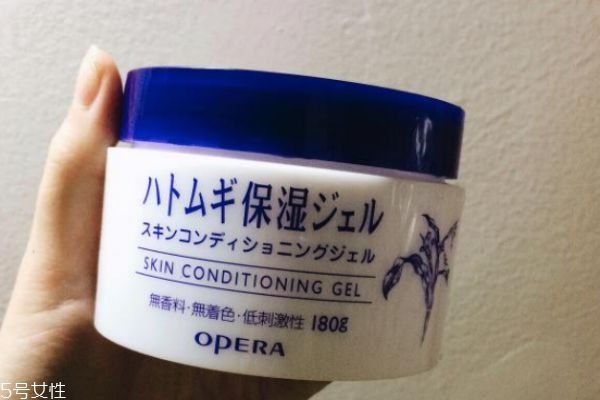 ハトムギ保湿ジェル
スキンコンディショニングジェル
SKIN CONDITIONING GEL
無香料・無着色・低刺激性 180g
OPERA
5号女性